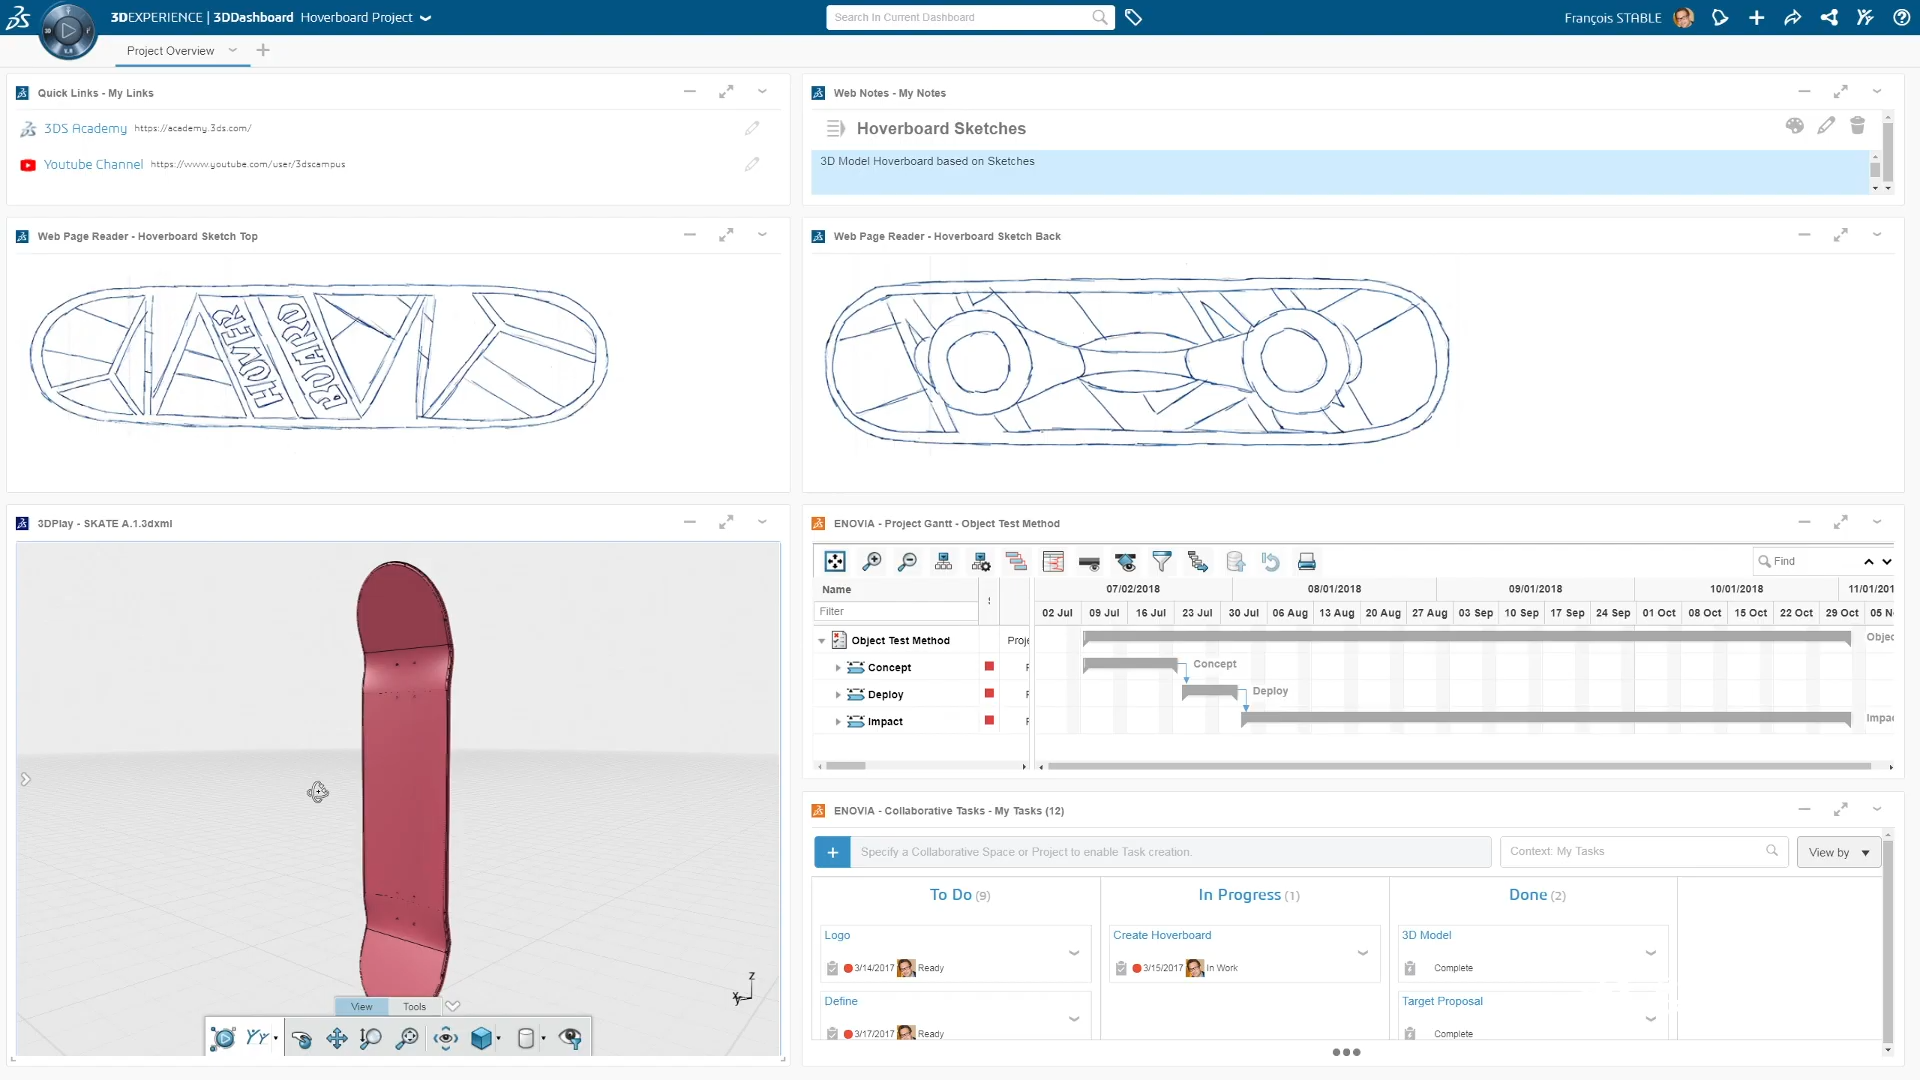 3DEXPERIENCE | 3DDashboard Hoverboard Project
Search In Current Dashboard
François STABLE
Project Overview
Quick Links - My Links
3DS Academy https://academy.3ds.com/
Youtube Channel https://www.youtube.com/user/3dscampus
Web Notes - My Notes
Hoverboard Sketches
3D Model Hoverboard based on Sketches
Web Page Reader - Hoverboard Sketch Top
HOVER
BOARD
Web Page Reader - Hoverboard Sketch Back
3DPlay - SKATE A.1.3dxml
Z
View Tools
ENOVIA - Project Gantt - Object Test Method
Find
Name
Filter
07/02/2018 08/01/2018 09/01/2018 10/01/2018 11/01/201
02 Jul 09 Jul 16 Jul 23 Jul 30 Jul 06 Aug 13 Aug 20 Aug 27 Aug 03 Sep 10 Sep 17 Sep 24 Sep 01 Oct 08 Oct 15 Oct 22 Oct 29 Oct 05 N
Object Test Method Proje Objec
Concept Concept
Deploy Deploy
Impact Impac
ENOVIA - Collaborative Tasks - My Tasks (12)
+ Specify a Collaborative Space or Project to enable Task creation.
Context: My Tasks
View by
To Do (9)
Logo
3/14/2017 Ready
Define
3/17/2017 Ready
In Progress (1)
Create Hoverboard
3/15/2017 In Work
Done (2)
3D Model
Complete
Target Proposal
Complete